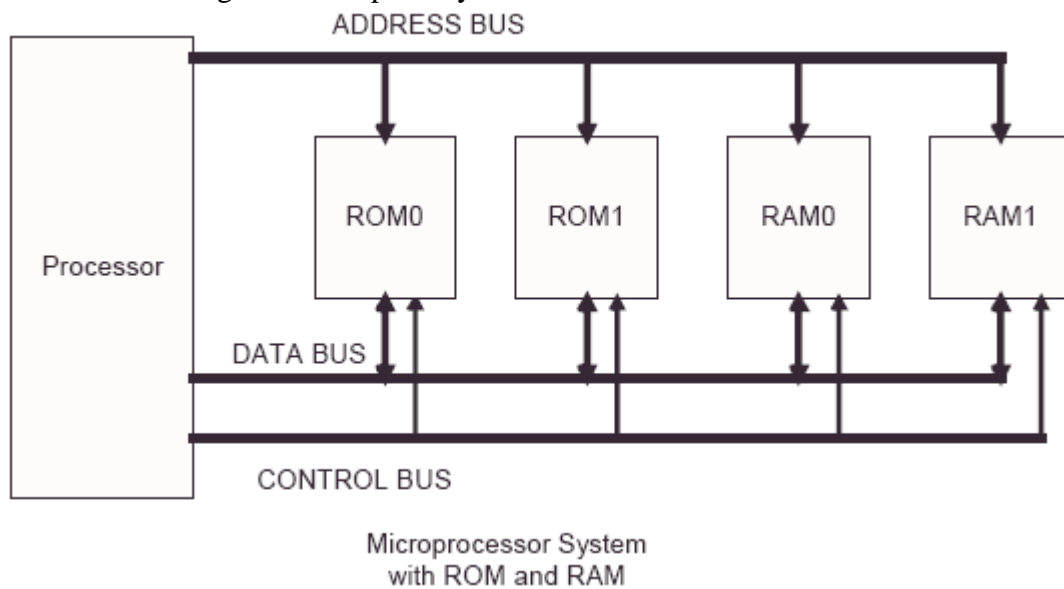 ADDRESS BUS
Processor
ROM0
ROM1
RAM0
RAM1
DATA BUS
CONTROL BUS
Microprocessor System
with ROM and RAM